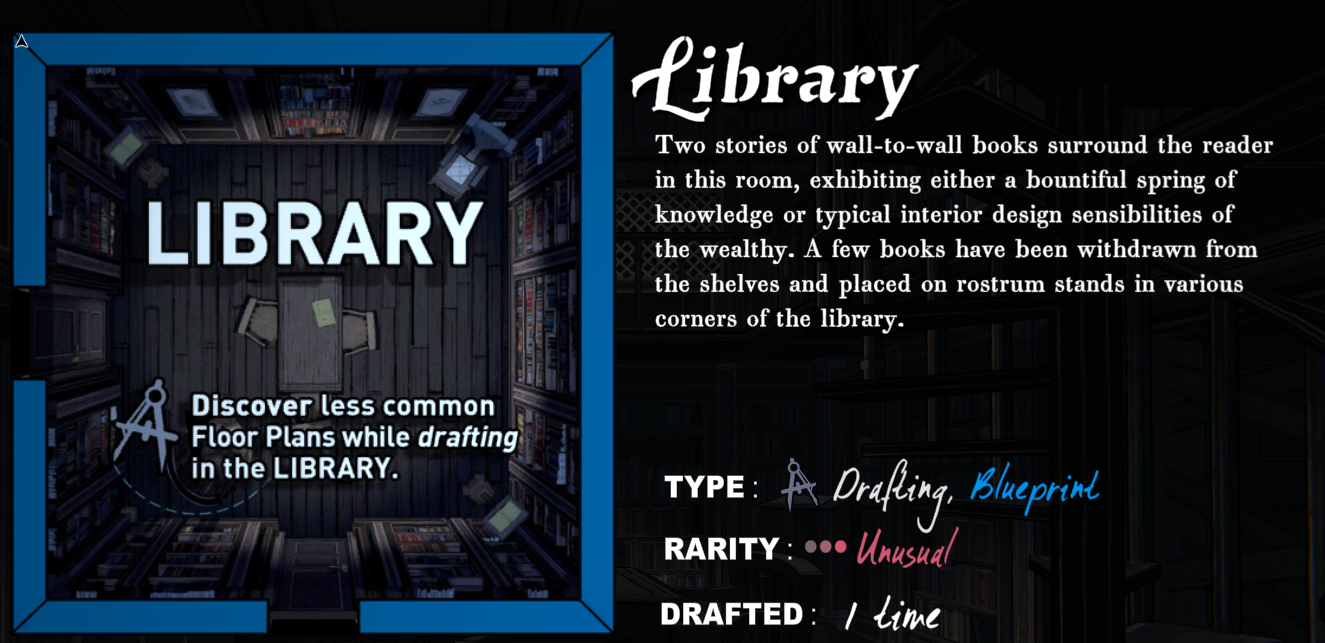 LIBRARY
Discover less common
Floor Plans while drafting
in the LIBRARY.
Library
Two stories of wall-to-wall books surround the reader
in this room, exhibiting either a bountiful spring of
knowledge or typical interior design sensibilities of
the wealthy. A few books have been withdrawn from
the shelves and placed on rostrum stands in various
corners of the library.
TYPE : Drafting, Blueprint
RARITY : Unusual
DRAFTED : 1 time